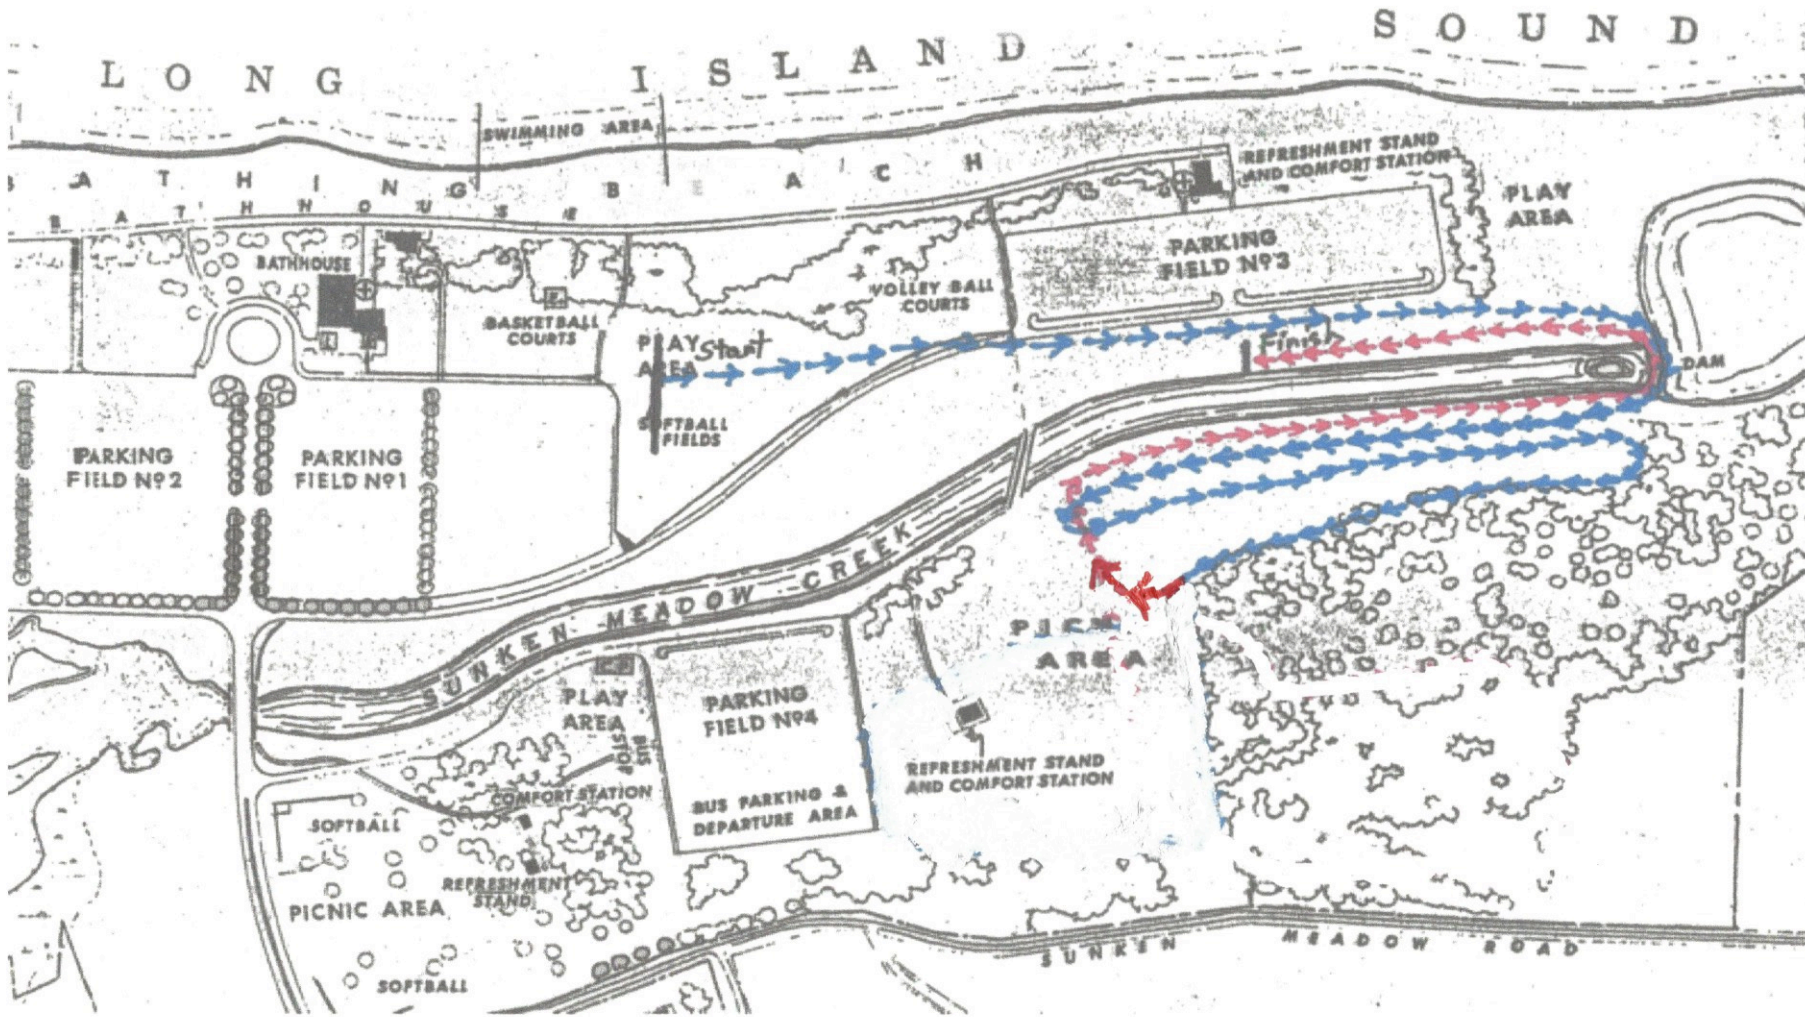 LONG ISLAND SOUND
SWIMMING AREA
BATHING BEACH
BATHHOUSE
REFRESHMENT STAND
AND COMFORT STATION
PLAY
AREA
PARKING
FIELD Nº3
BATHHOUSE
VOLLEY BALL
COURTS
BASKETBALL
COURTS
PLAY
AREA
Start
Finish
DAM
SOFTBALL
FIELDS
PARKING
FIELD Nº2
PARKING
FIELD Nº1
SUNKEN MEADOW CREEK
PICN
AREA
PLAY
AREA
BUS
STOP
PARKING
FIELD Nº4
REFRESHMENT STAND
AND COMFORT STATION
COMFORT STATION
BUS PARKING &
DEPARTURE AREA
SOFTBALL
REFRESHMENT
STAND
PICNIC AREA
SUNKEN MEADOW ROAD
SOFTBALL